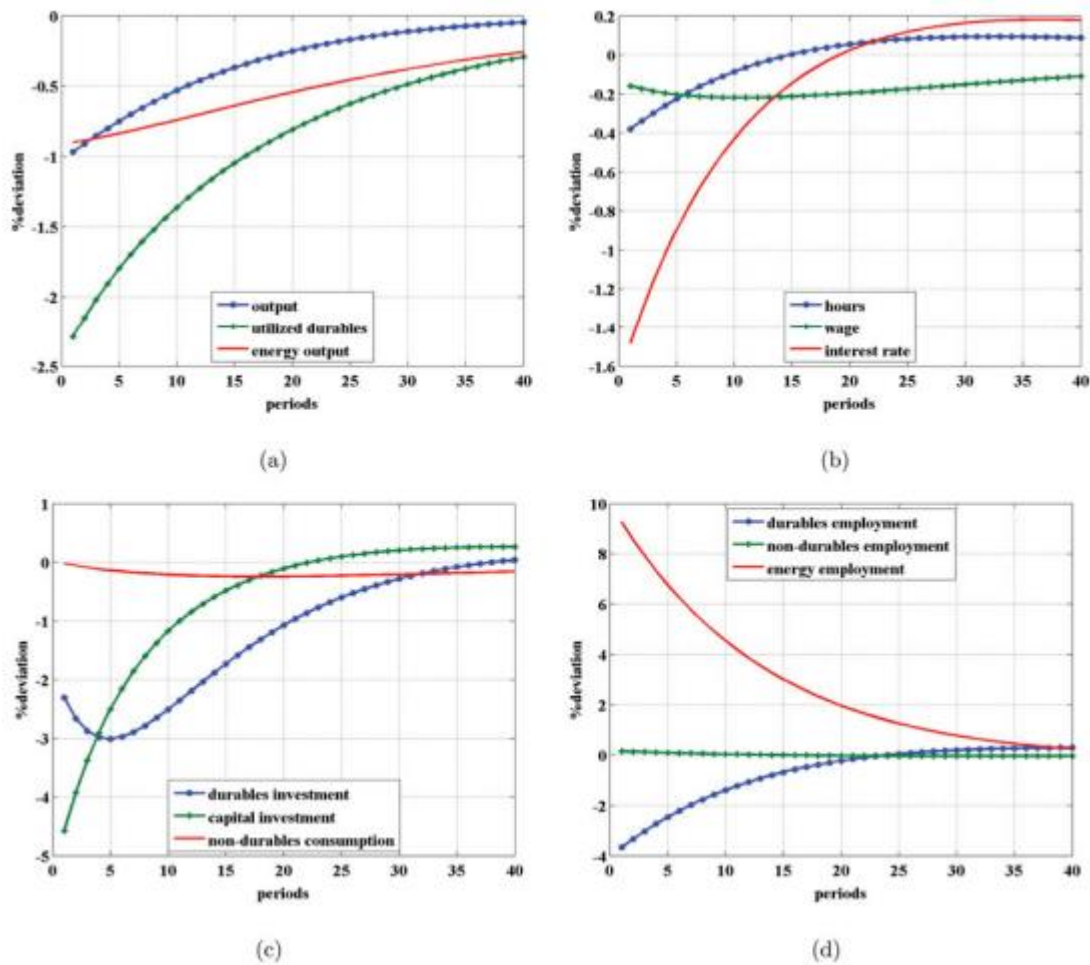 0
-0.5
-1
-1.5
-2
-2.5
%deviation
output
utilized durables
energy output
0 5 10 15 20 25 30 35 40
periods
(a)
0.2
0
-0.2
-0.4
-0.6
-0.8
-1
-1.2
-1.4
-1.6
%deviation
hours
wage
interest rate
0 5 10 15 20 25 30 35 40
periods
(b)
1
0
-1
-2
-3
-4
-5
%deviation
durables investment
capital investment
non-durables consumption
0 5 10 15 20 25 30 35 40
periods
(c)
10
8
6
4
2
0
-2
-4
%deviation
durables employment
non-durables employment
energy employment
0 5 10 15 20 25 30 35 40
periods
(d)